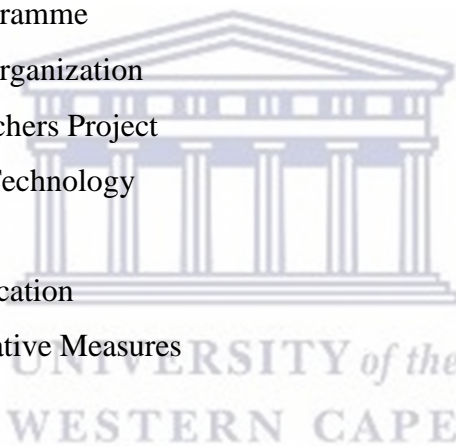 ramme
rganization
chers Project
Technology
cation
ative Measures
UNIVERSITY of the
WESTERN CAPE